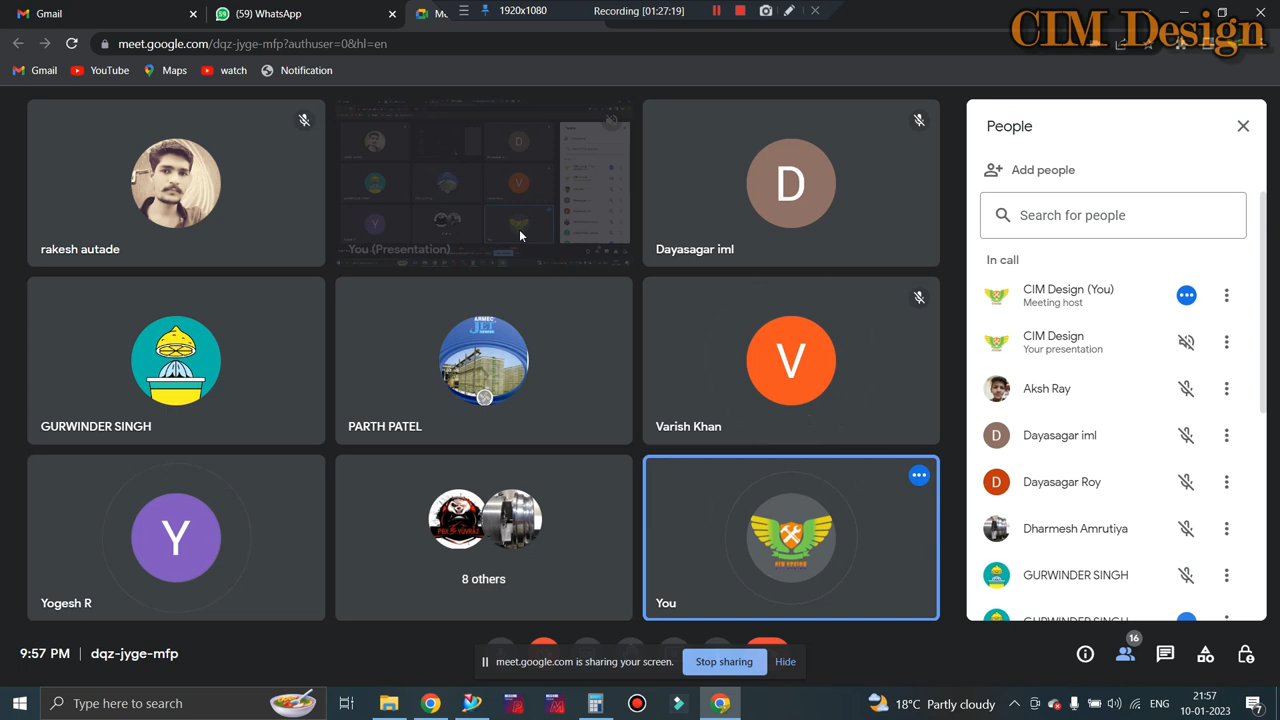 Gmail
(59) WhatsApp
1920x1080
Recording [01:27:19]
CIM Design
meet.google.com/dqz-jyge-mfp?authuser=0&hl=en
Gmail
YouTube
Maps
watch
Notification
rakesh autade
You (Presentation)
Dayasagar iml
D
GURWINDER SINGH
PARTH PATEL
V
Varish Khan
Y
Yogesh R
8 others
You
People
Add people
Search for people
In call
CIM Design (You)
Meeting host
CIM Design
Your presentation
Aksh Ray
D
Dayasagar iml
D
Dayasagar Roy
Dharmesh Amrutiya
GURWINDER SINGH
GURWINDER SINGH
9:57 PM
dqz-jyge-mfp
meet.google.com is sharing your screen.
Stop sharing
Hide
16
Type here to search
18°C Partly cloudy
21:57
10-01-2023
7